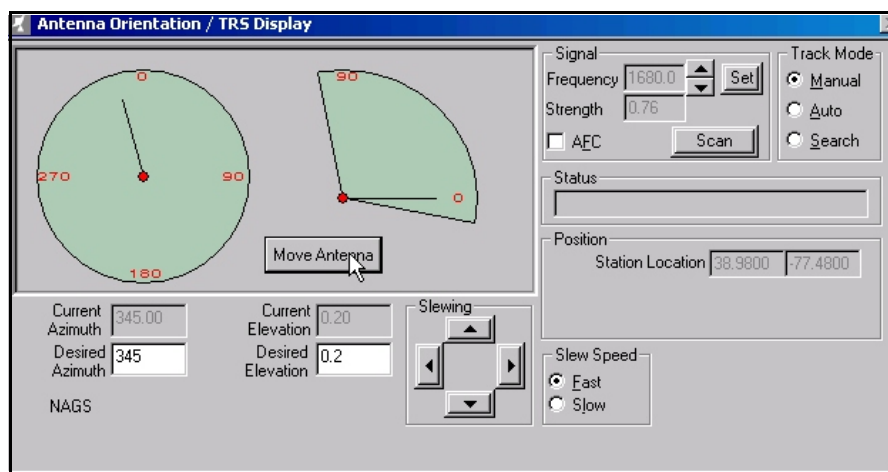 Antenna Orientation / TRS Display
0
270
90
180
90
0
Move Antenna
Current Azimuth
345.00
Desired Azimuth
345
NAGS
Current Elevation
0.20
Desired Elevation
0.2
Slewing
Signal
Frequency 1680.0 Set
Strength 0.76
AFC Scan
Track Mode
Manual
Auto
Search
Status
Position
Station Location 38.9800 -77.4800
Slew Speed
Fast
Slow